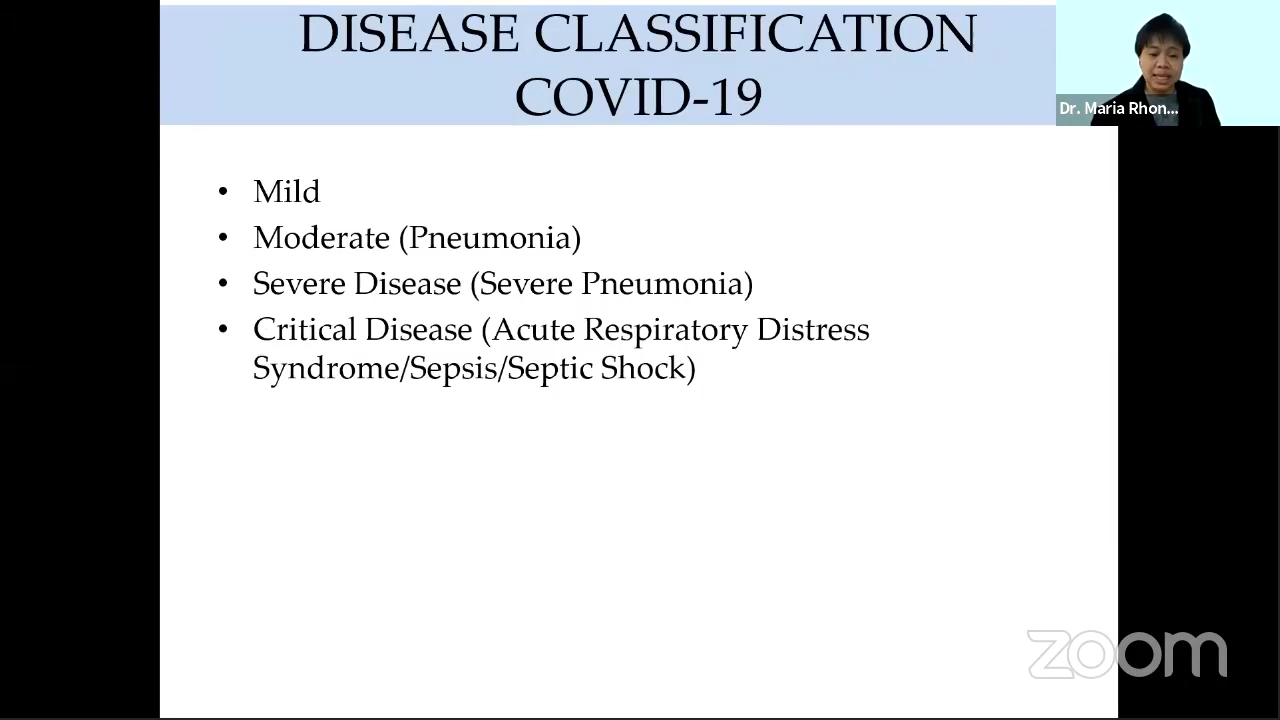 DISEASE CLASSIFICATION
COVID-19
Dr. Maria Rhon...
• Mild
• Moderate (Pneumonia)
• Severe Disease (Severe Pneumonia)
• Critical Disease (Acute Respiratory Distress
Syndrome/Sepsis/Septic Shock)
zoom